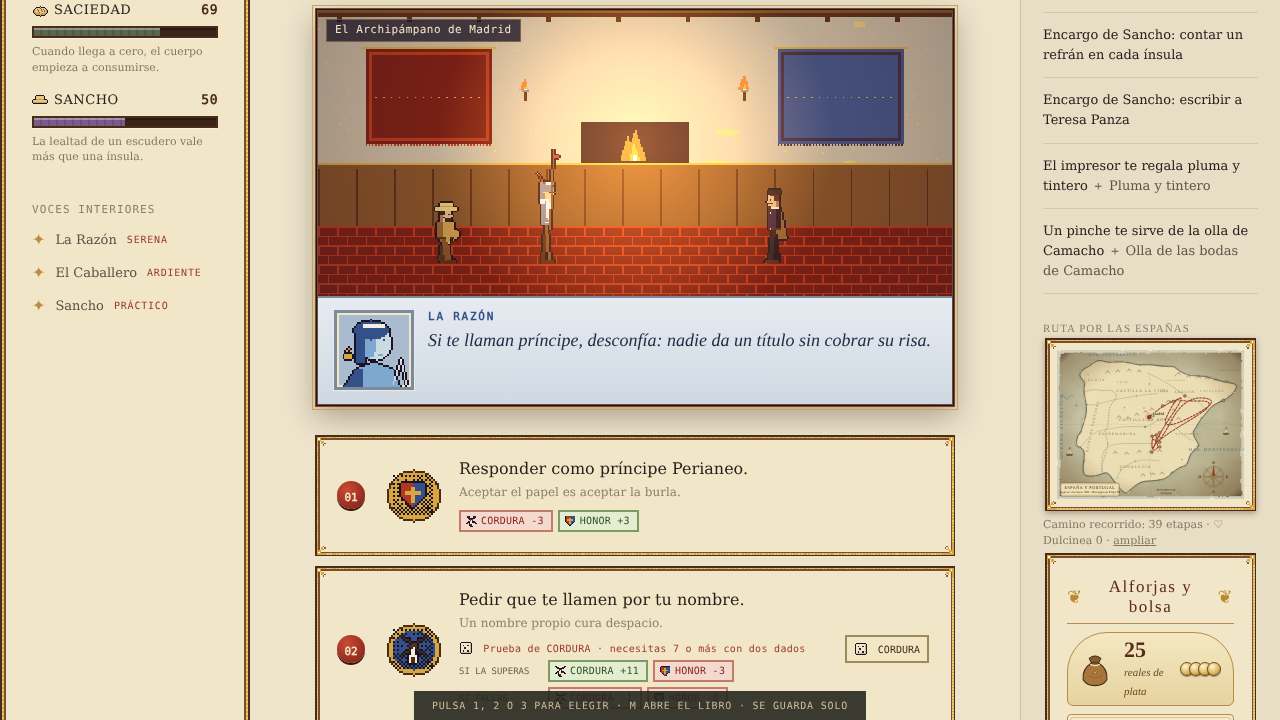 SACIEDAD 69
Cuando llega a cero, el cuerpo
empieza a consumirse.
SANCHO 50
La lealtad de un escudero vale
más que una ínsula.
VOCES INTERIORES
La Razón SERENA
El Caballero ARDIENTE
Sancho PRÁCTICO
El Archipámpano de Madrid
LA RAZÓN
Si te llaman príncipe, desconfía: nadie da un título sin cobrar su risa.
01
Responder como príncipe Perianeo.
Aceptar el papel es aceptar la burla.
CORDURA -3 HONOR +3
02
Pedir que te llamen por tu nombre.
Un nombre propio cura despacio.
Prueba de CORDURA · necesitas 7 o más con dos dados
CORDURA
SI LA SUPERAS CORDURA +11 HONOR -3
PULSA 1, 2 O 3 PARA ELEGIR · M ABRE EL LIBRO · SE GUARDA SOLO
Encargo de Sancho: contar un
refrán en cada ínsula
Encargo de Sancho: escribir a
Teresa Panza
El impresor te regala pluma y
tintero + Pluma y tintero
Un pinche te sirve de la olla de
Camacho + Olla de las bodas
de Camacho
RUTA POR LAS ESPAÑAS
ESPAÑA Y PORTUGAL
Camino recorrido: 39 etapas · ♡
Dulcinea 0 · ampliar
Alforjas y
bolsa
25
reales de
plata